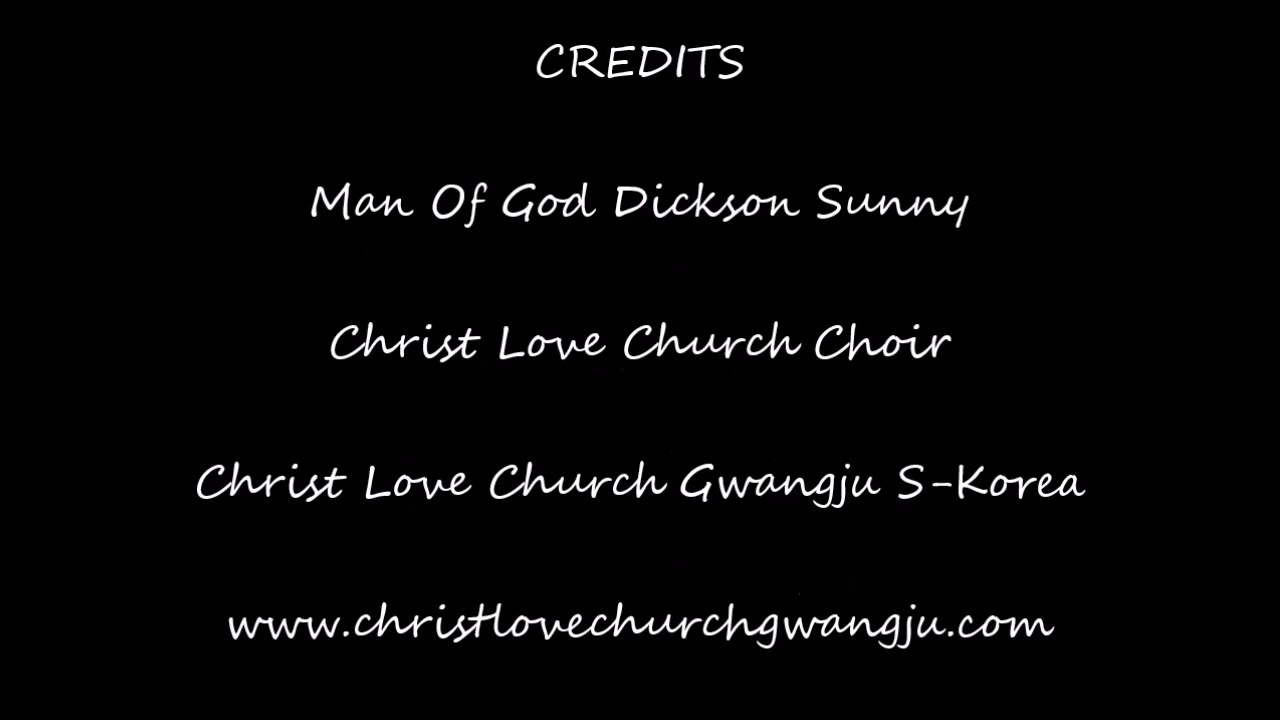 CREDITS
Man Of God Dickson Sunny
Christ Love Church Choir
Christ Love Church Gwangju S-Korea
www.christlovechurchgwangju.com